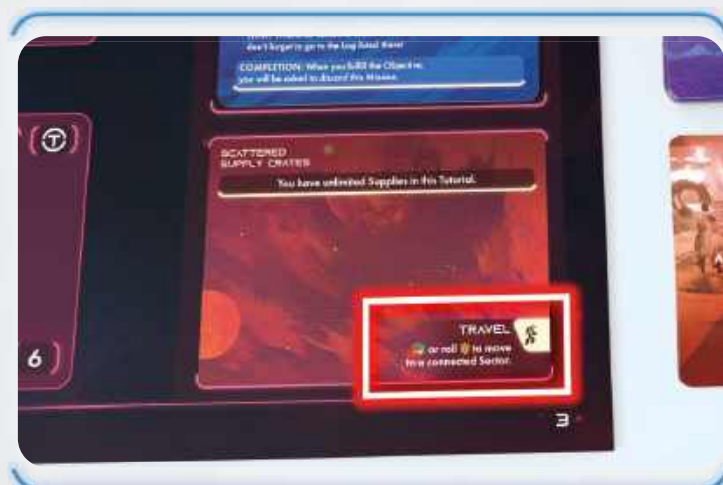 don't forget to go to the Log Book there!
COMPLETION: When you fulfill the Objective,
you will be asked to discard this Mission.
T
SCATTERED
SUPPLY CRATES
You have unlimited Supplies in this Tutorial.
TRAVEL
or roll to move
to a connected Sector.
6
3